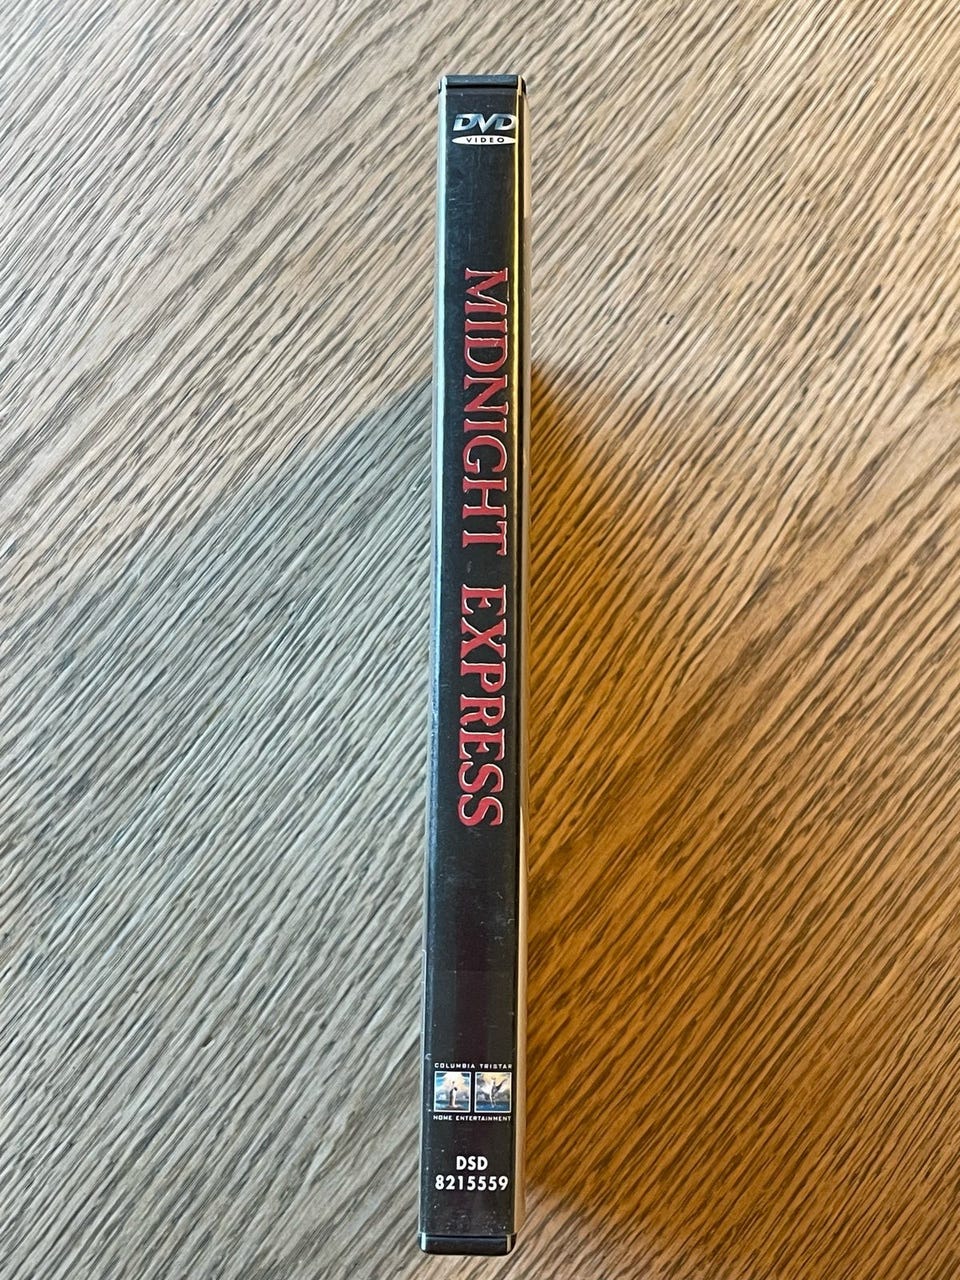 DVD
VIDEO
MIDNIGHT EXPRESS
COLUMBIA TRISTAR
HOME ENTERTAINMENT
DSD
8215559